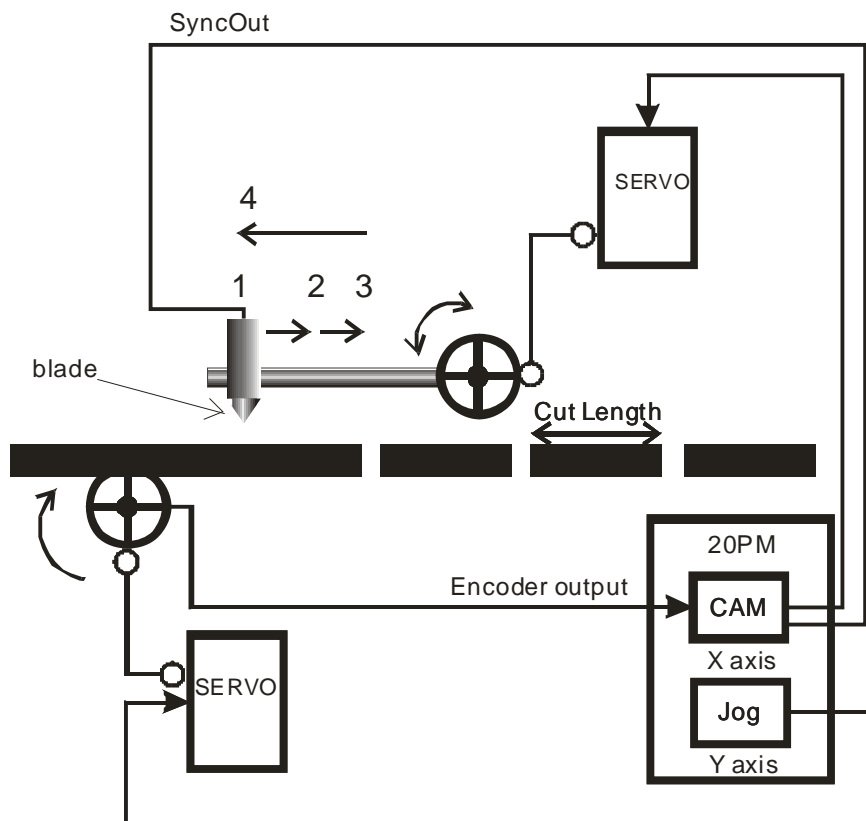 SyncOut
SERVO
4
1 2 3
blade
Cut Length
20PM
Encoder output
CAM
X axis
SERVO
Jog
Y axis